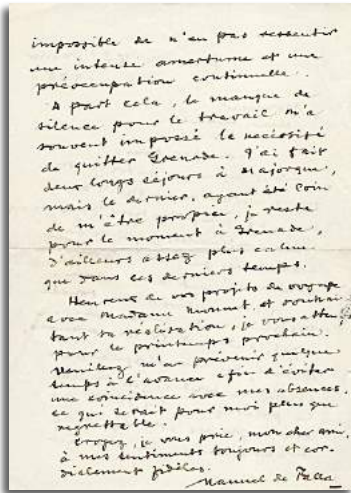 impossible de n'en pas ressentir
une intense amertume et une
préoccupation continuelle.
A part cela, le manque de
silence pour le travail m'a
souvent imposé la nécessité
de quitter Grenade. J'ai fait
deux longs séjours à Majorque,
mais le dernier, ayant été loin
de m'être propice, je reste
pour le moment à Grenade,
d'ailleurs assez plus calme
que dans ces derniers temps.
Heureux de vos projets de voyage
avec Madame et souhai-
tant sa réalisation, je vous attends
pour le printemps prochain.
Veuillez m'en prévenir quelque
temps à l'avance afin d'éviter
une coïncidence avec mes absences,
ce qui serait pour moi plus que
regrettable.
Croyez, je vous prie, mon cher ami,
à mes sentiments toujours et cor-
dialement fidèles.
Manuel de Falla